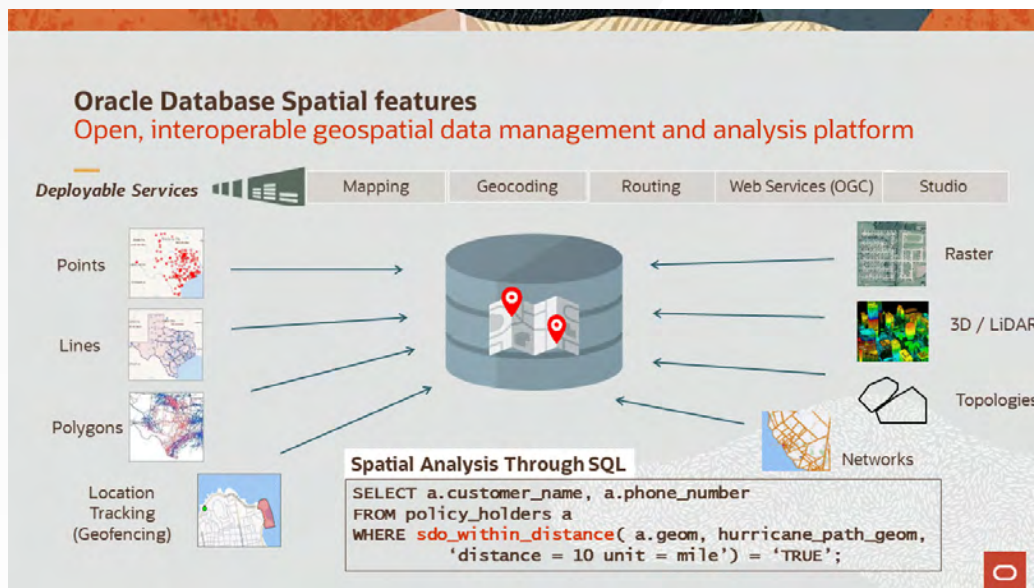 Oracle Database Spatial features
Open, interoperable geospatial data management and analysis platform
Deployable Services
Mapping
Geocoding
Routing
Web Services (OGC)
Studio
Points
Lines
Polygons
Location
Tracking
(Geofencing)
Raster
3D / LiDAR
Topologies
Networks
Spatial Analysis Through SQL
SELECT a.customer_name, a.phone_number
FROM policy_holders a
WHERE sdo_within_distance( a.geom, hurricane_path_geom,
‘distance = 10 unit = mile’) = ‘TRUE’;